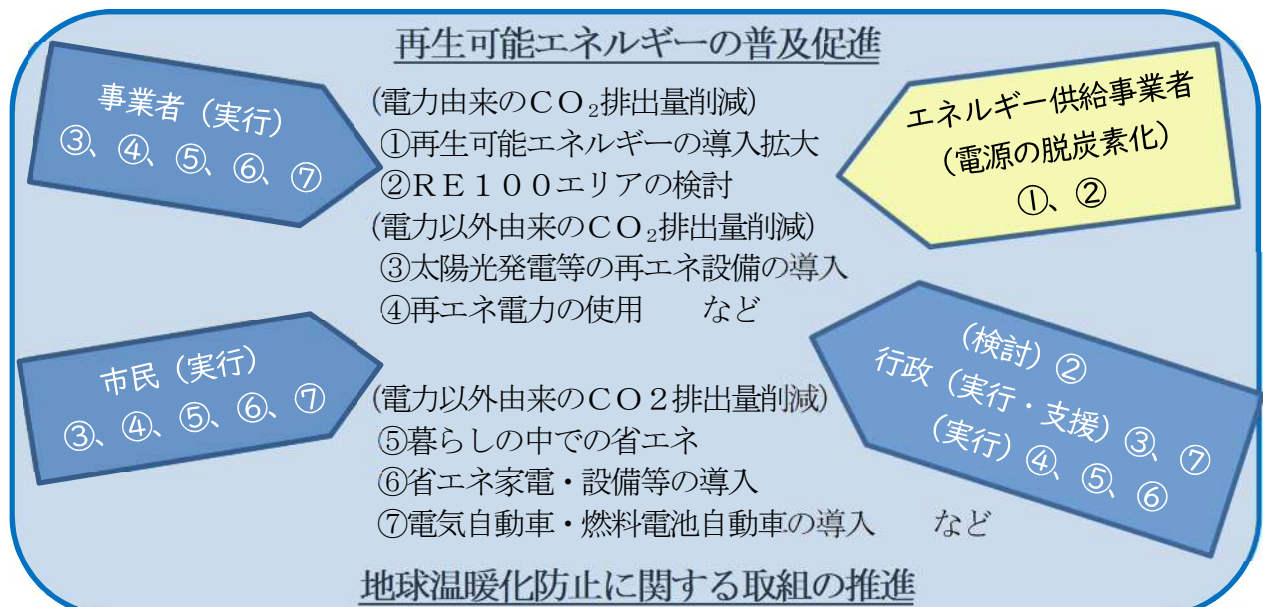 再生可能エネルギーの普及促進
事業者（実行）
③、④、⑤、⑥、⑦
(電力由来のＣＯ₂排出量削減)
①再生可能エネルギーの導入拡大
②ＲＥ１００エリアの検討
(電力以外由来のＣＯ₂排出量削減)
③太陽光発電等の再エネ設備の導入
④再エネ電力の使用　　など
エネルギー供給事業者
（電源の脱炭素化）
①、②
市民（実行）
③、④、⑤、⑥、⑦
(電力以外由来のＣＯ２排出量削減)
⑤暮らしの中での省エネ
⑥省エネ家電・設備等の導入
⑦電気自動車・燃料電池自動車の導入　　など
（検討）②
行政（実行・支援）③、⑦
（実行）④、⑤、⑥
地球温暖化防止に関する取組の推進